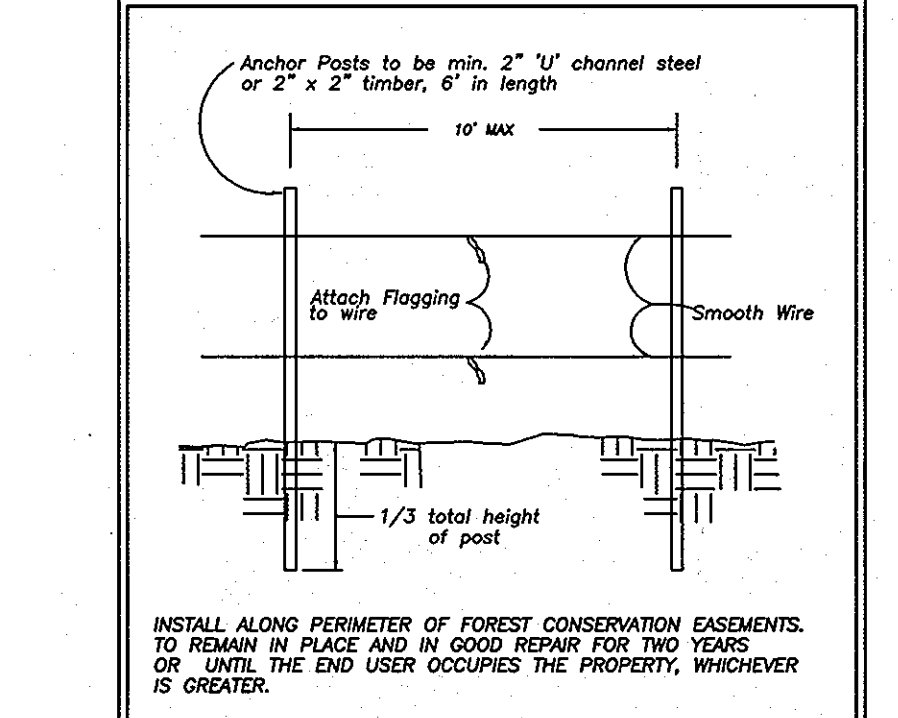 Anchor Posts to be min. 2" 'U' channel steel
or 2" x 2" timber, 6' in length
10' MAX
Attach Flagging
to wire
Smooth Wire
1/3 total height
of post
INSTALL ALONG PERIMETER OF FOREST CONSERVATION EASEMENTS.
TO REMAIN IN PLACE AND IN GOOD REPAIR FOR TWO YEARS
OR UNTIL THE END USER OCCUPIES THE PROPERTY, WHICHEVER
IS GREATER.